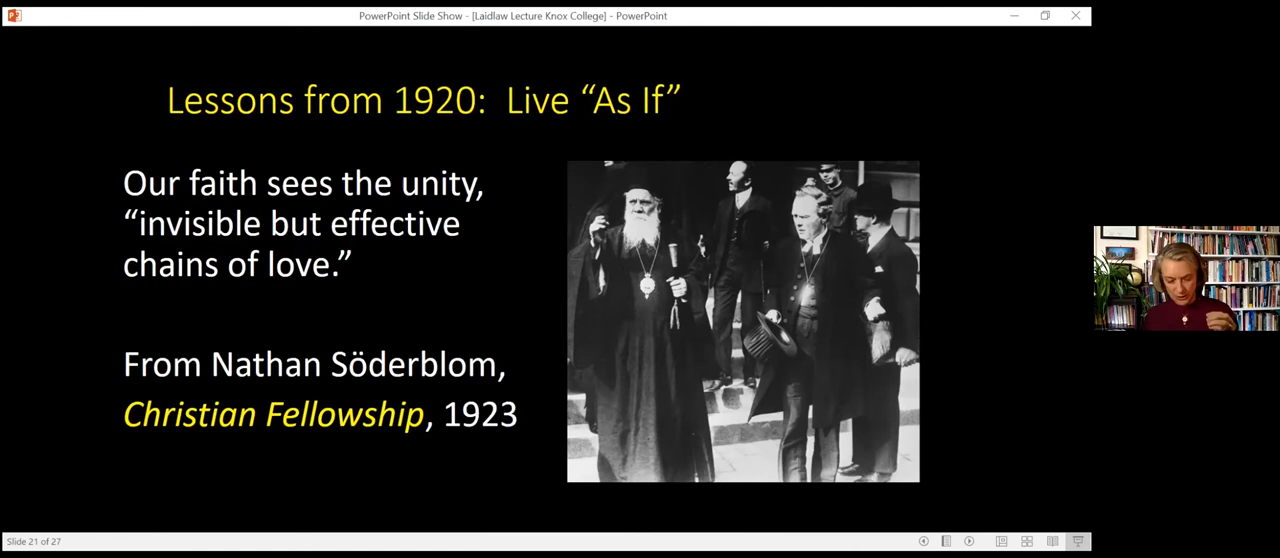 PowerPoint Slide Show - [Laidlaw Lecture Knox College] - PowerPoint
Lessons from 1920: Live “As If”
Our faith sees the unity,
“invisible but effective
chains of love.”
From Nathan Söderblom,
Christian Fellowship, 1923
Slide 21 of 27